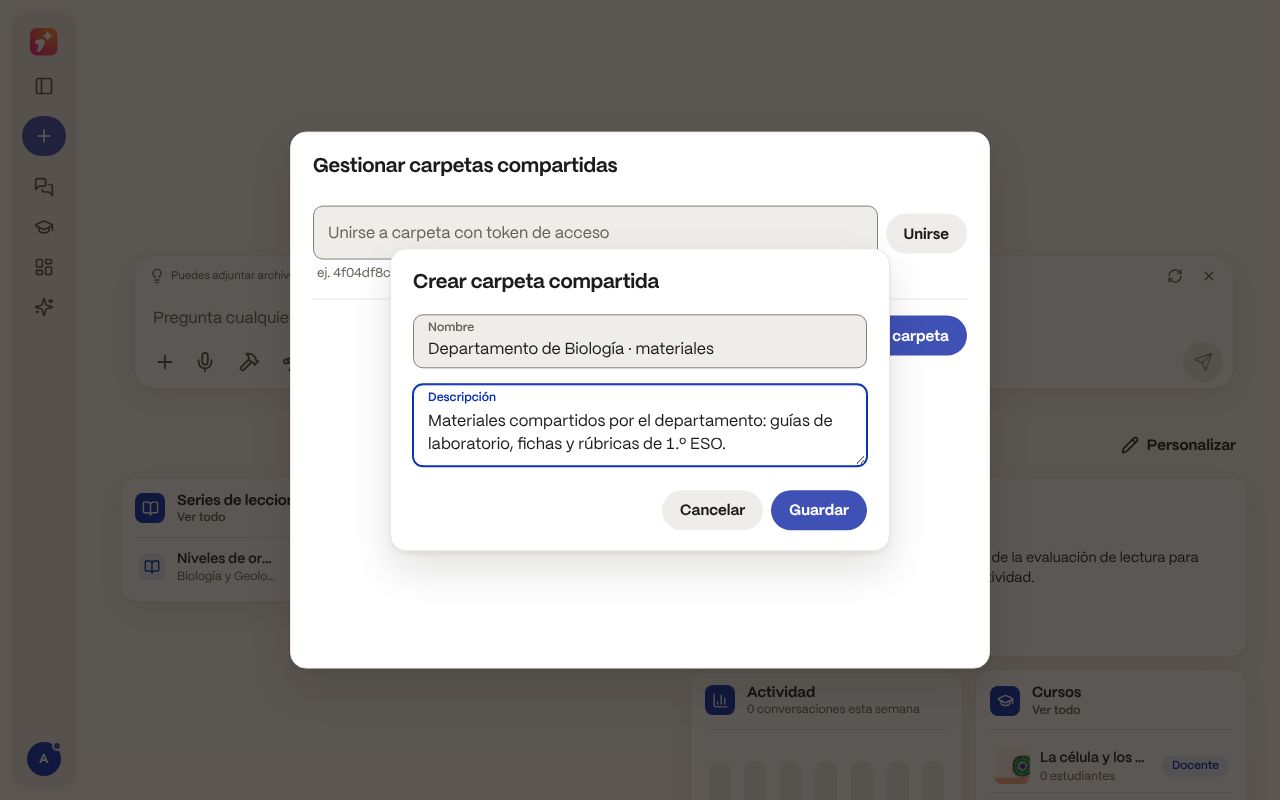 Gestionar carpetas compartidas
Unirse a carpeta con token de acceso
Unirse
ej. 4f04df8c
Crear carpeta compartida
Nombre
Departamento de Biología · materiales
Descripción
Materiales compartidos por el departamento: guías de
laboratorio, fichas y rúbricas de 1.º ESO.
Cancelar
Guardar
carpeta
Puedes adjuntar archiv
Pregunta cualquie
Personalizar
Series de leccion
Ver todo
Niveles de or...
Biología y Geolo...
de la evaluación de lectura para
tividad.
Actividad
0 conversaciones esta semana
Cursos
Ver todo
La célula y los ...
0 estudiantes
Docente
A